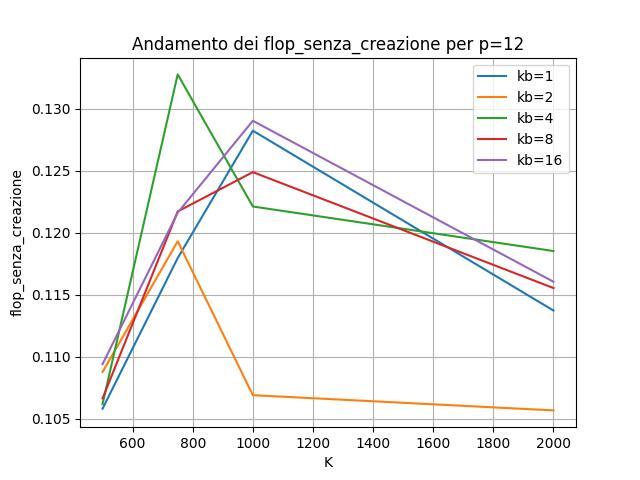 Andamento dei flop_senza_creazione per p=12
flop_senza_creazione
0.130
0.125
0.120
0.115
0.110
0.105
kb=1
kb=2
kb=4
kb=8
kb=16
600 800 1000 1200 1400 1600 1800 2000
K